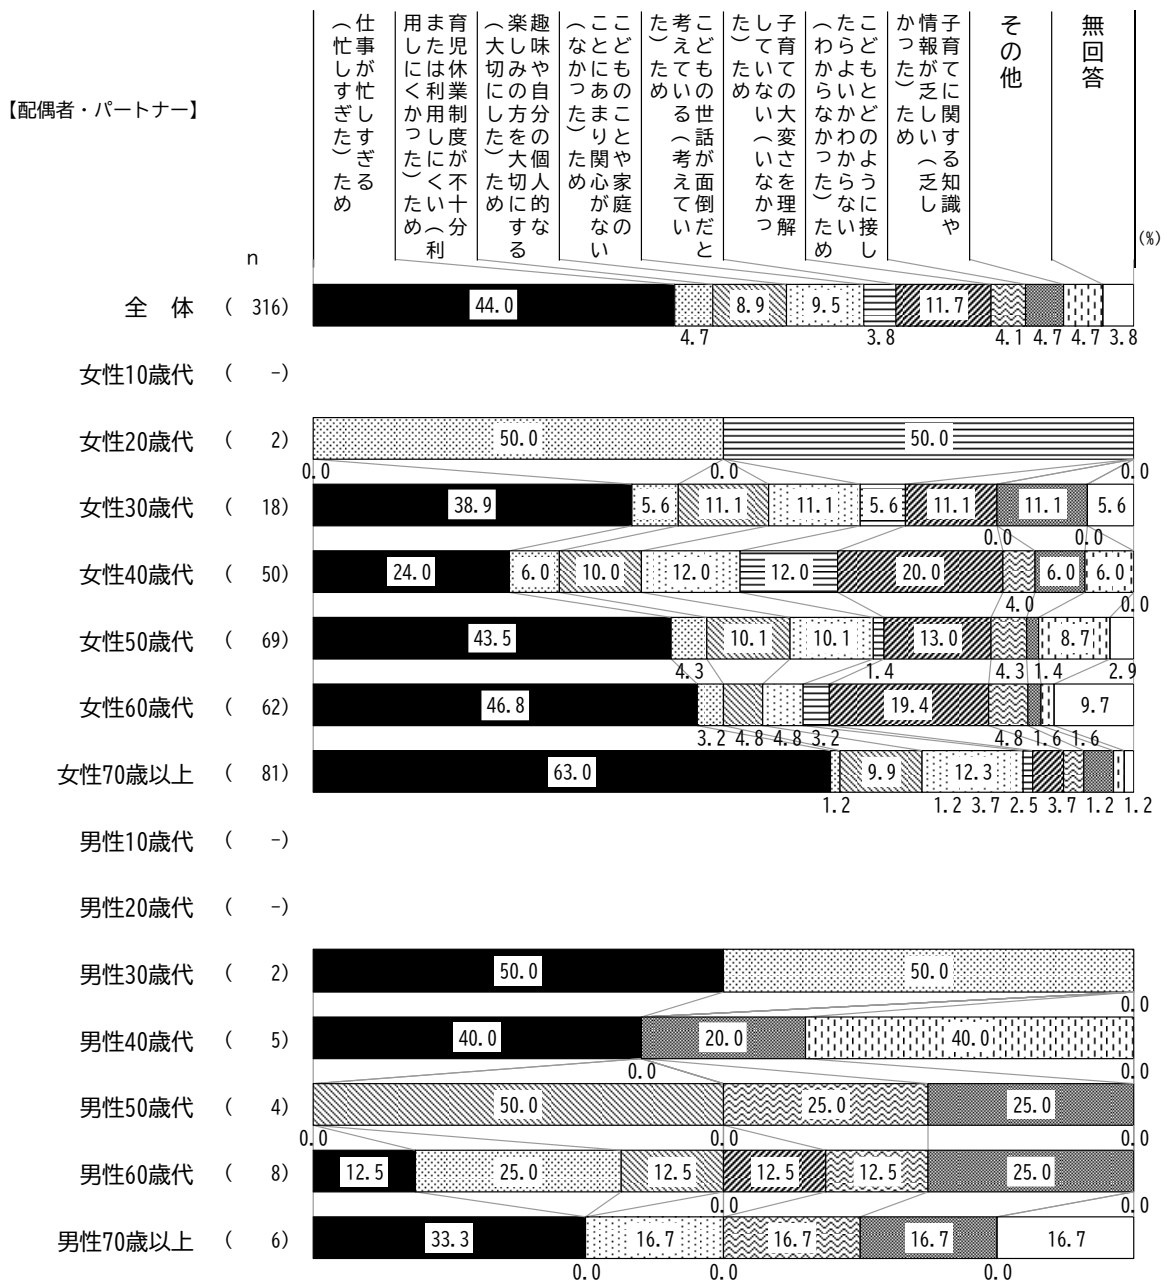 仕事が忙しすぎる
（忙しすぎた）ため
育児休業制度が不十分
または利用しにくい（利
用しにくかった）ため
趣味や自分の個人的な
楽しみの方を大切にする
（大切にした）ため
こどものことや家庭の
ことにあまり関心がない
（なかった）ため
こどもの世話が面倒だと
考えている（考えてい
た）ため
子育ての大変さを理解
していない（いなかっ
た）ため
こどもとどのように接し
たらよいかわからない
（わからなかった）ため
子育てに関する知識や
情報が乏しい（乏し
かった）ため
その他
無回答
【配偶者・パートナー】
(%)
n
全　体 （ 316） 44.0 8.9 9.5 11.7
4.7 3.8 4.1 4.7 4.7 3.8
女性10歳代 （ -）
女性20歳代 （ 2） 50.0 50.0
0.0 0.0 0.0
女性30歳代 （ 18） 38.9 5.6 11.1 11.1 5.6 11.1 11.1 5.6
0.0 0.0
女性40歳代 （ 50） 24.0 6.0 10.0 12.0 12.0 20.0 6.0 6.0
4.0 0.0
女性50歳代 （ 69） 43.5 10.1 10.1 13.0 8.7
4.3 1.4 4.3 1.4 2.9
女性60歳代 （ 62） 46.8 19.4 9.7
3.2 4.8 4.8 3.2 4.8 1.6 1.6
女性70歳以上 （ 81） 63.0 9.9 12.3
1.2 1.2 3.7 2.5 3.7 1.2 1.2
男性10歳代 （ -）
男性20歳代 （ -）
男性30歳代 （ 2） 50.0 50.0
0.0
男性40歳代 （ 5） 40.0 20.0 40.0
0.0 0.0
男性50歳代 （ 4） 50.0 25.0 25.0
0.0 0.0 0.0
男性60歳代 （ 8） 12.5 25.0 12.5 12.5 12.5 25.0
0.0 0.0
男性70歳以上 （ 6） 33.3 16.7 16.7 16.7 16.7
0.0 0.0 0.0